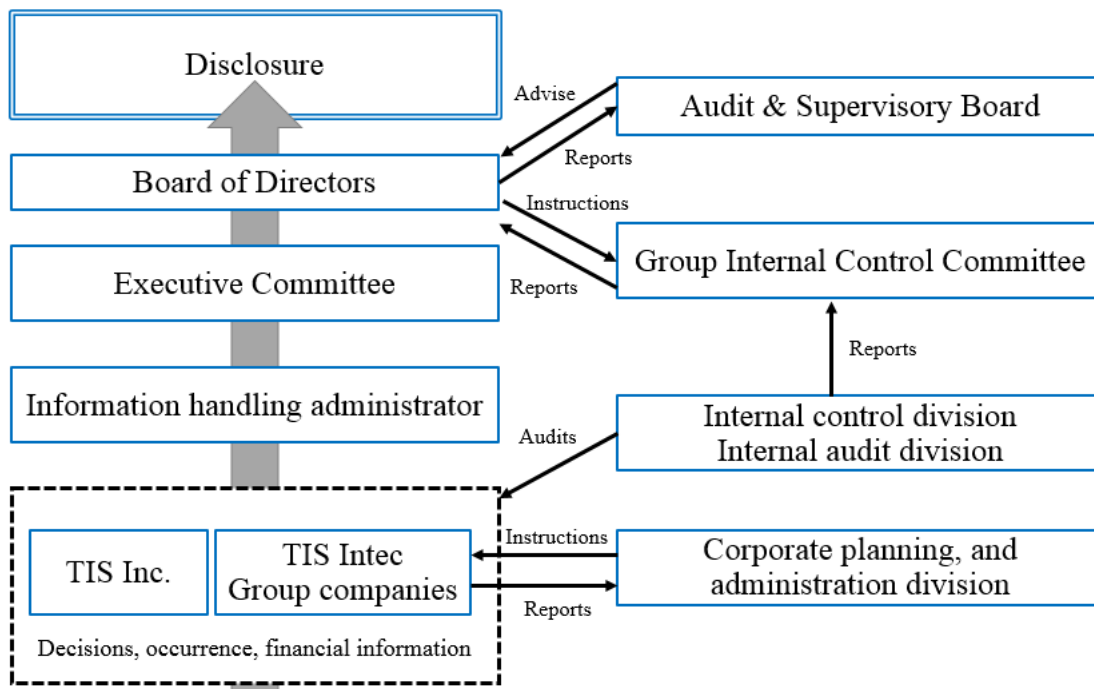 Disclosure
Advise
Audit & Supervisory Board
Reports
Board of Directors
Instructions
Group Internal Control Committee
Executive Committee
Reports
Reports
Information handling administrator
Internal control division
Internal audit division
Audits
TIS Inc.
TIS Intec
Group companies
Instructions
Corporate planning, and
administration division
Reports
Decisions, occurrence, financial information